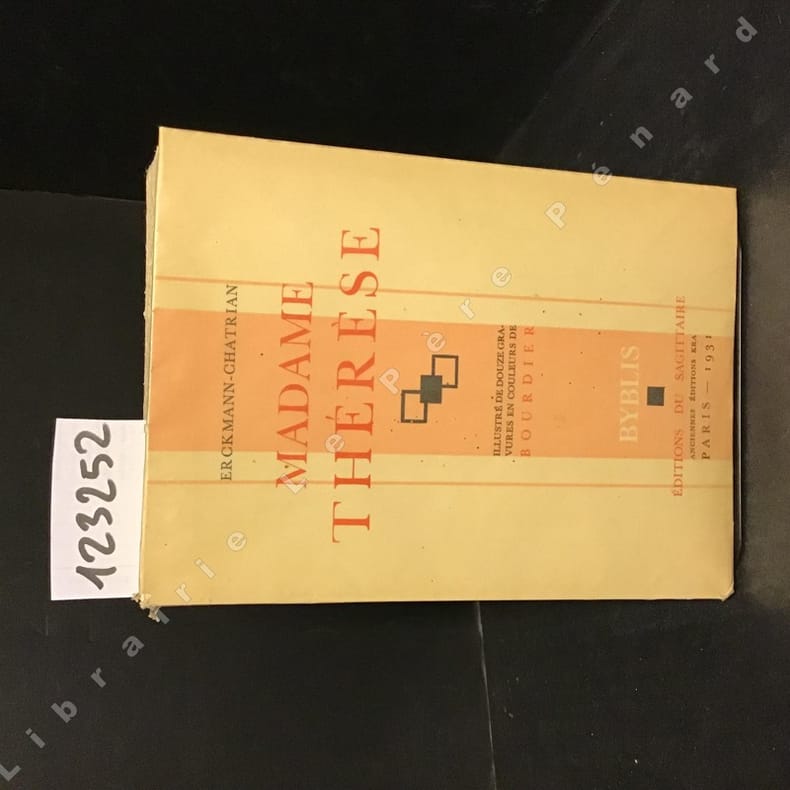 ERCKMANN-CHATRIAN
MADAME
THÉRÈSE
ILLUSTRÉ DE DOUZE GRA-
VURES EN COULEURS DE
BOURDIER
BYBLIS
ÉDITIONS DU SAGITTAIRE
ANCIENNES ÉDITIONS KRA
PARIS — 1931
123252
Librairie Le Père Pénard